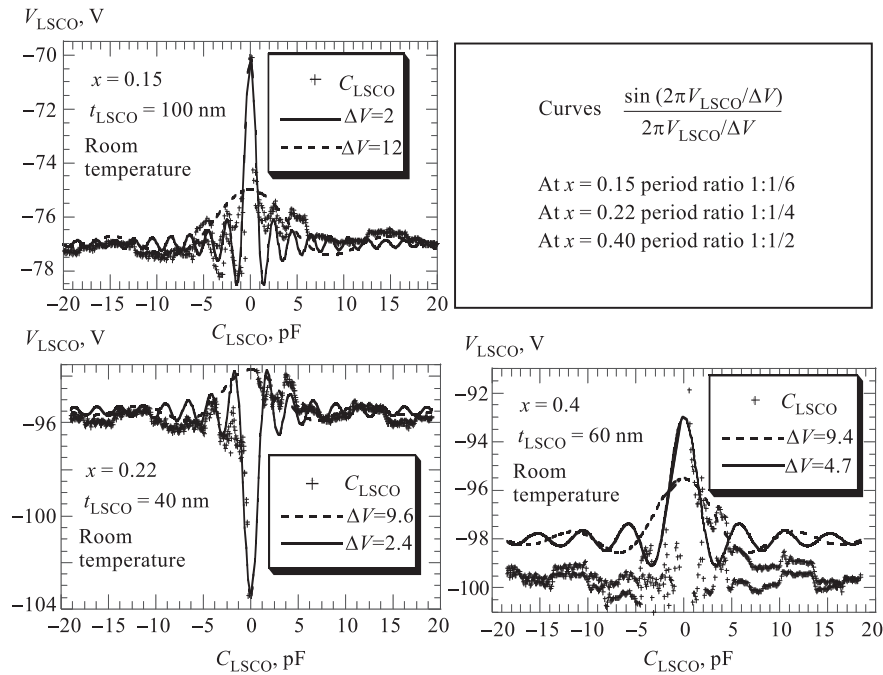 V_LSCO, V
−70
−72
−74
−76
−78
x = 0.15
t_LSCO = 100 nm
Room
temperature
+ C_LSCO
ΔV=2
ΔV=12
−20 −15 −10 −5 0 5 10 15 20
C_LSCO, pF
Curves sin (2πV_LSCO/ΔV) / 2πV_LSCO/ΔV
At x = 0.15 period ratio 1:1/6
At x = 0.22 period ratio 1:1/4
At x = 0.40 period ratio 1:1/2
V_LSCO, V
−96
−100
−104
x = 0.22
t_LSCO = 40 nm
Room
temperature
+ C_LSCO
ΔV=9.6
ΔV=2.4
−20 −15 −10 −5 0 5 10 15 20
C_LSCO, pF
V_LSCO, V
−92
−94
−96
−98
−100
x = 0.4
t_LSCO = 60 nm
Room
temperature
+ C_LSCO
ΔV=9.4
ΔV=4.7
−20 −15 −10 −5 0 5 10 15 20
C_LSCO, pF